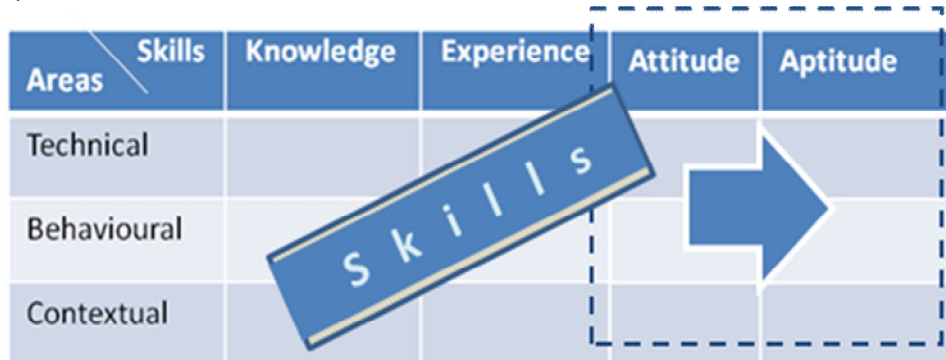 Skills
Areas
Knowledge
Experience
Attitude
Aptitude
Technical
Behavioural
Contextual
Skills